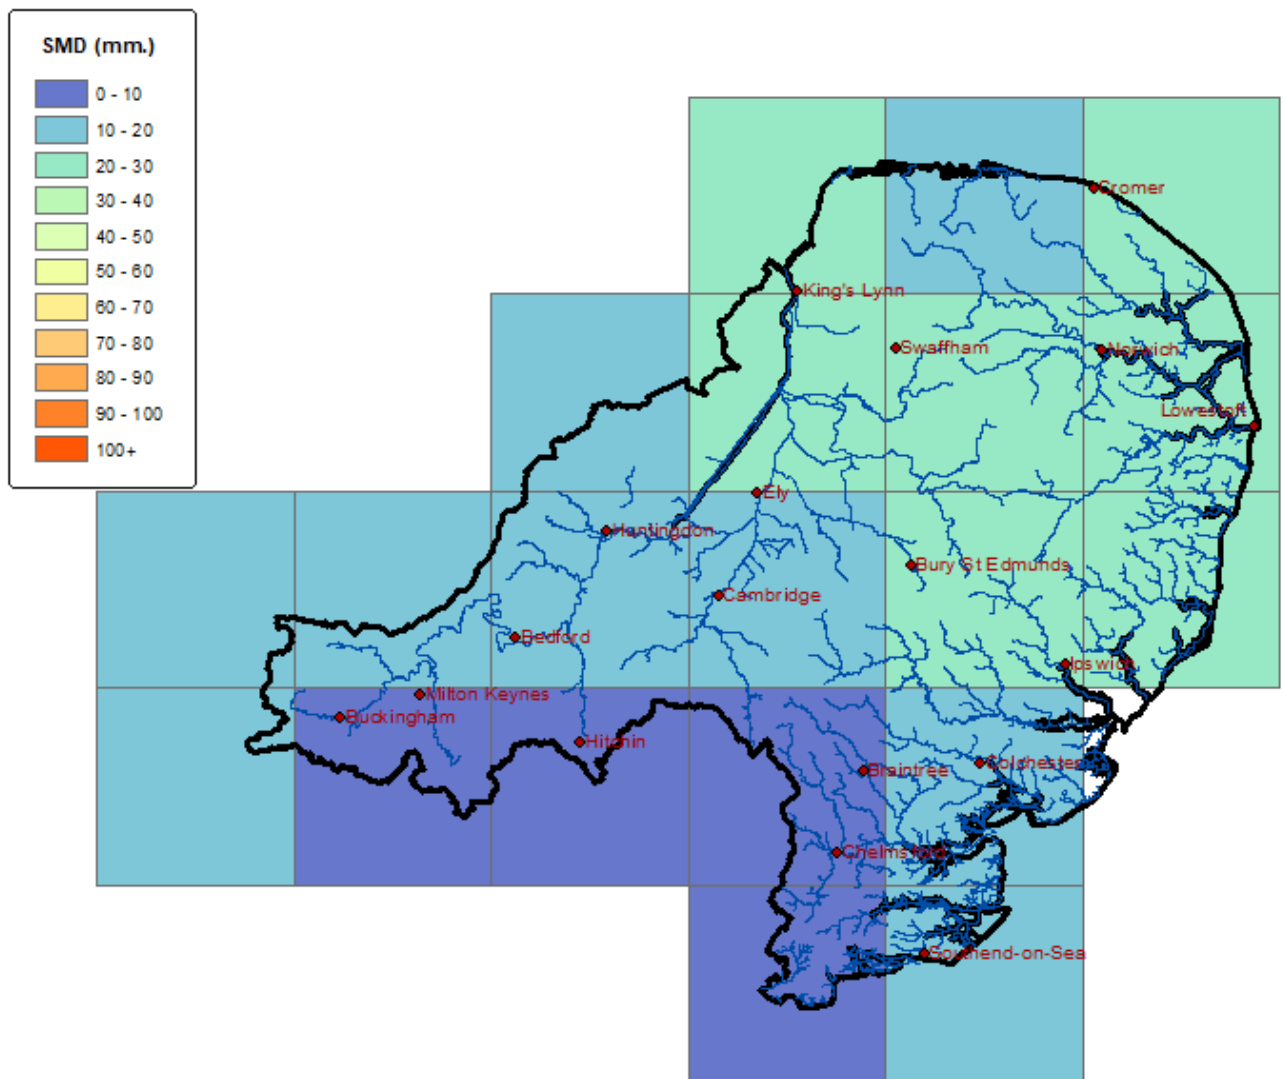 SMD (mm.)
0 - 10
10 - 20
20 - 30
30 - 40
40 - 50
50 - 60
60 - 70
70 - 80
80 - 90
90 - 100
100+
Cromer
King's Lynn
Swaffham
Norwich
Lowestoft
Ely
Huntingdon
Bury St Edmunds
Cambridge
Bedford
Ipswich
Milton Keynes
Buckingham
Hitchin
Colchester
Braintree
Chelmsford
Southend-on-Sea